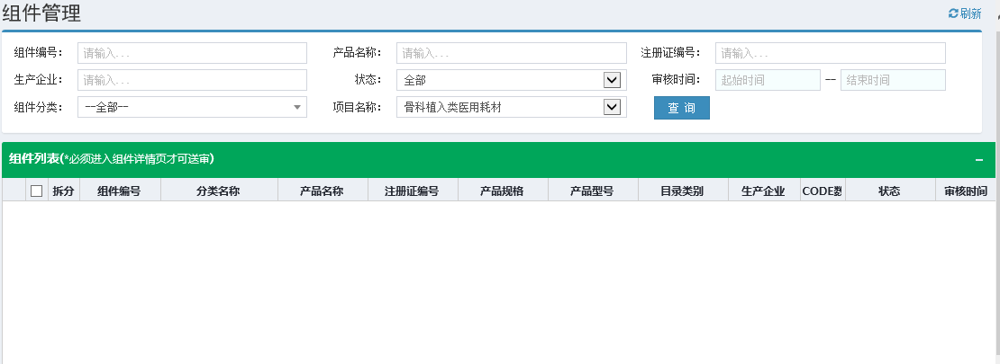 组件管理 刷新
组件编号： 请输入... 产品名称： 请输入... 注册证编号： 请输入...
生产企业： 请输入... 状态： 全部 审核时间： 起始时间 -- 结束时间
组件分类： --全部-- 项目名称： 骨科植入类医用耗材 查 询
组件列表(*必须进入组件详情页才可送审)
拆分 组件编号 分类名称 产品名称 注册证编号 产品规格 产品型号 目录类别 生产企业 CODE数 状态 审核时间